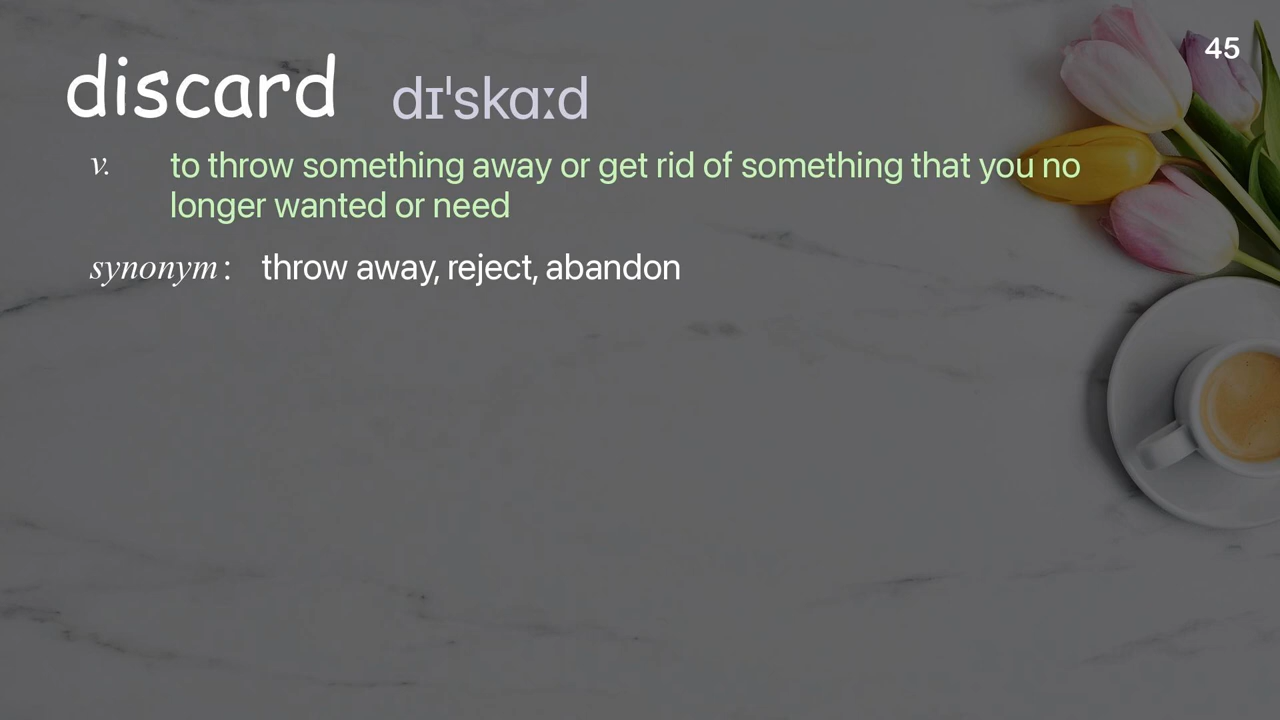 45
discard dɪˈskɑːd
v. to throw something away or get rid of something that you no
longer wanted or need
synonym : throw away, reject, abandon